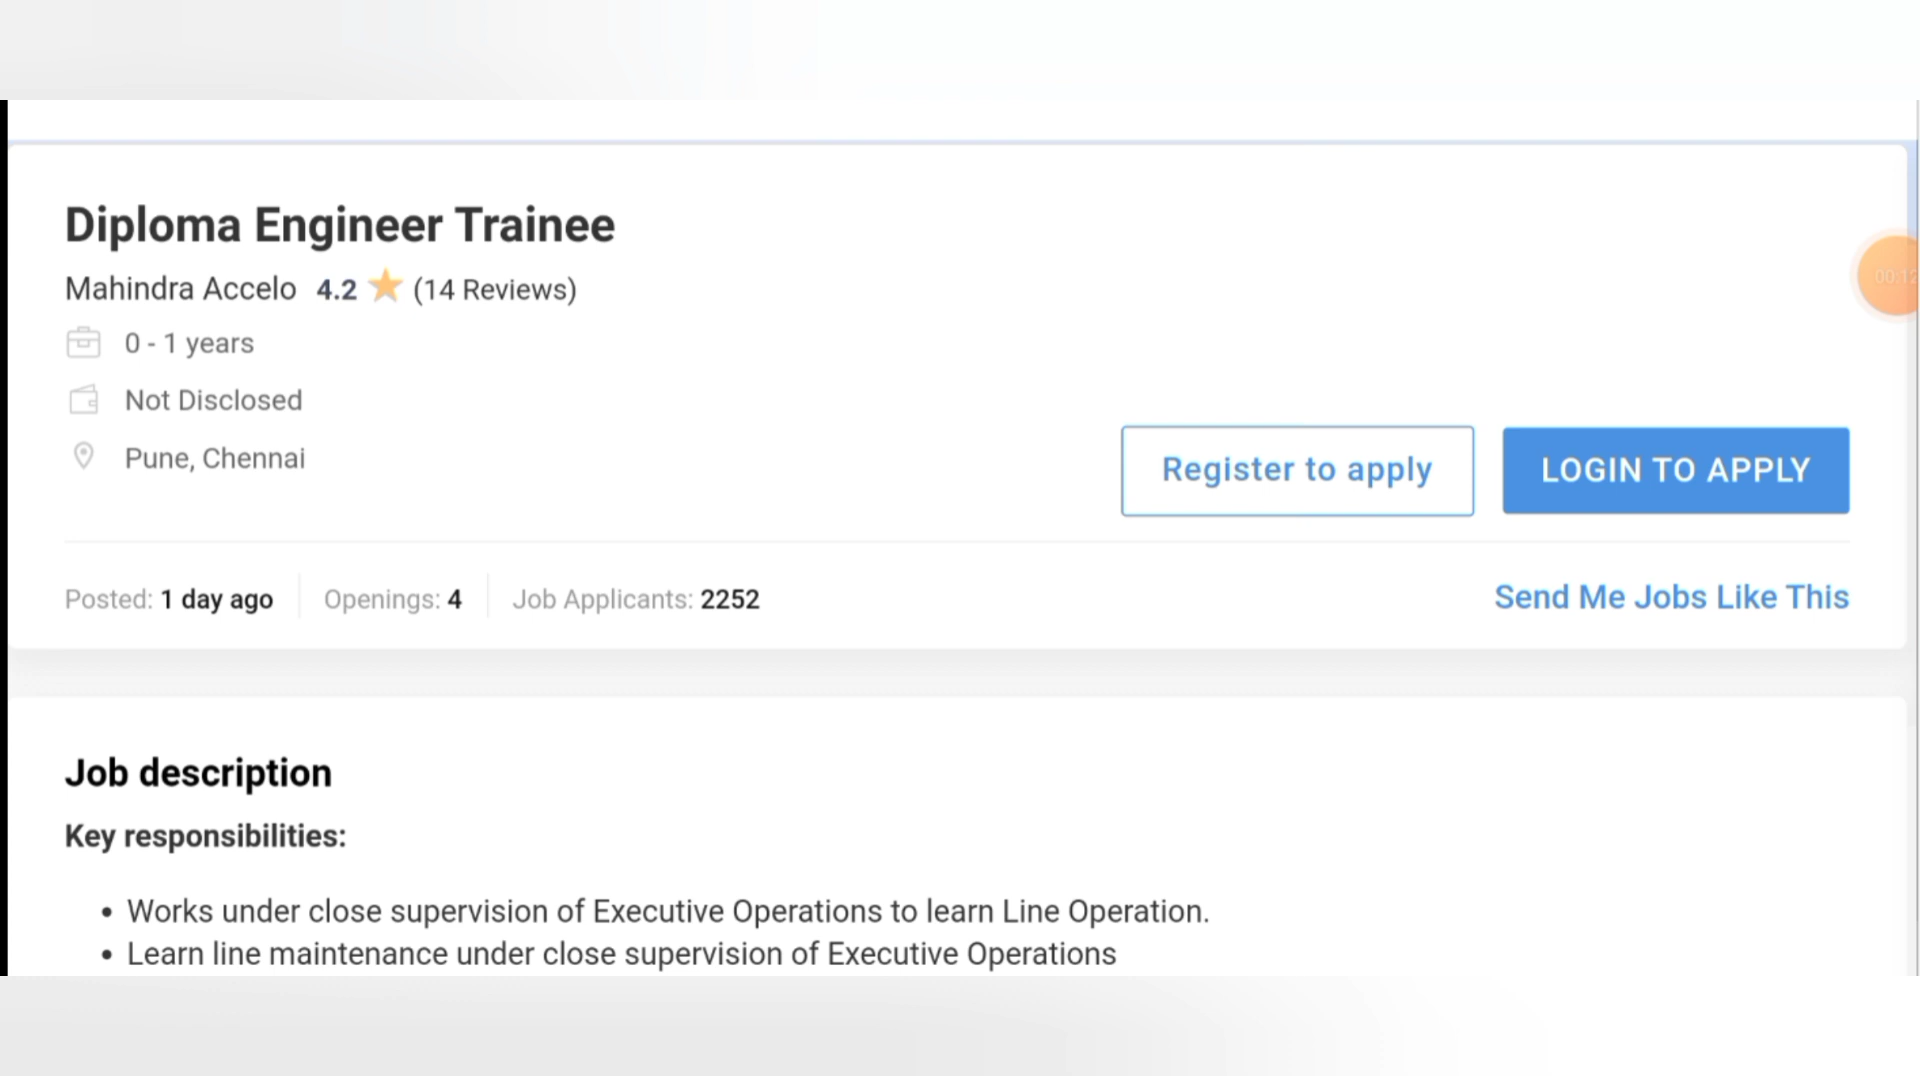 Diploma Engineer Trainee
Mahindra Accelo 4.2 (14 Reviews)
0 - 1 years
Not Disclosed
Pune, Chennai
Register to apply
LOGIN TO APPLY
Posted: 1 day ago Openings: 4 Job Applicants: 2252
Send Me Jobs Like This
00:12
Job description
Key responsibilities:
• Works under close supervision of Executive Operations to learn Line Operation.
• Learn line maintenance under close supervision of Executive Operations